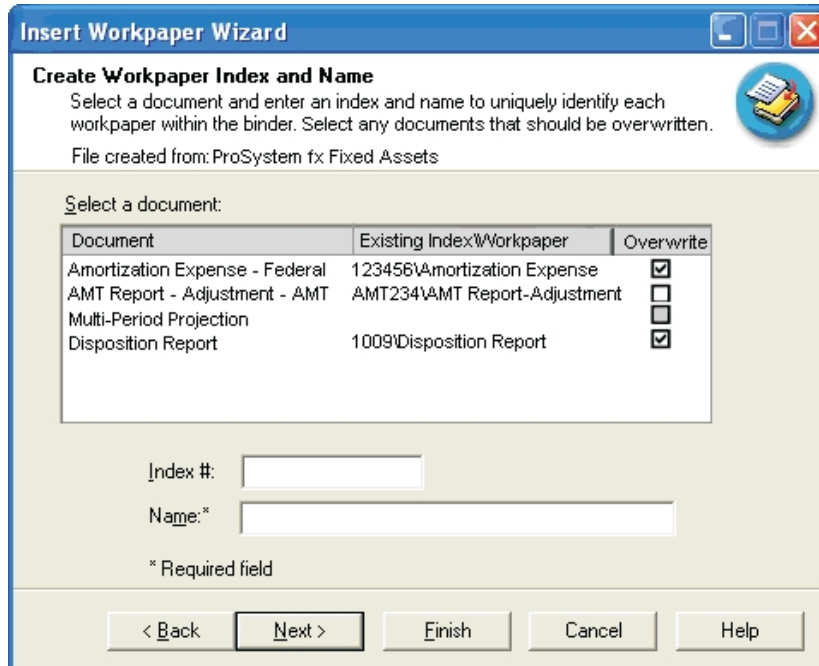 Insert Workpaper Wizard
Create Workpaper Index and Name
Select a document and enter an index and name to uniquely identify each
workpaper within the binder. Select any documents that should be overwritten.
File created from: ProSystem fx Fixed Assets
Select a document:
Document Existing Index\Workpaper Overwrite
Amortization Expense - Federal 123456\Amortization Expense
AMT Report - Adjustment - AMT AMT234\AMT Report-Adjustment
Multi-Period Projection
Disposition Report 1009\Disposition Report
Index #:
Name:*
* Required field
< Back Next > Finish Cancel Help